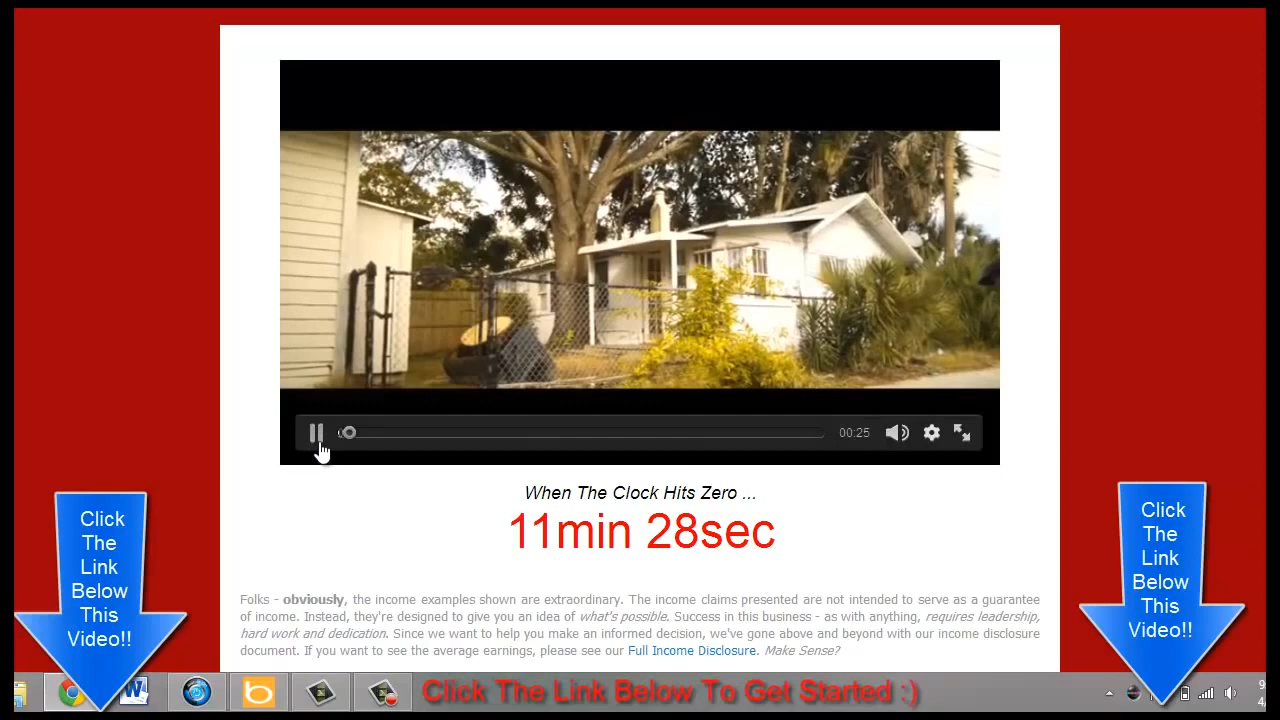 00:25
When The Clock Hits Zero ...
11min 28sec
Click
The
Link
Below
This
Video!!
Click
The
Link
Below
This
Video!!
Folks - obviously, the income examples shown are extraordinary. The income claims presented are not intended to serve as a guarantee
of income. Instead, they're designed to give you an idea of what's possible. Success in this business - as with anything, requires leadership,
hard work and dedication. Since we want to help you make an informed decision, we've gone above and beyond with our income disclosure
document. If you want to see the average earnings, please see our Full Income Disclosure. Make Sense?
Click The Link Below To Get Started :)